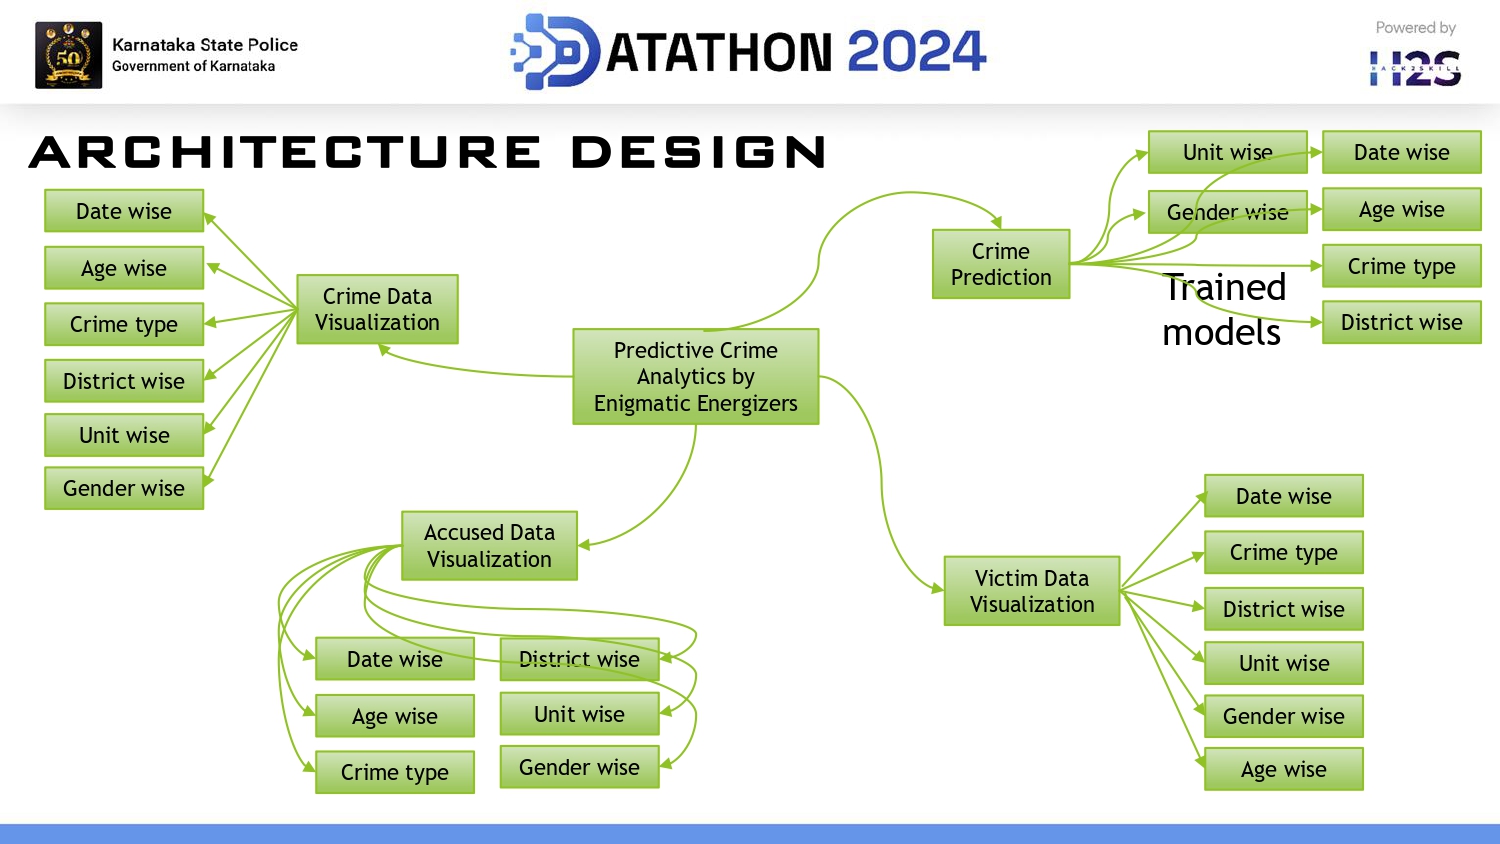 Karnataka State Police
Government of Karnataka
50
DATATHON 2024
Powered by
H2S
HACK2SKILL
ARCHITECTURE DESIGN
Date wise
Age wise
Crime type
District wise
Unit wise
Gender wise
Crime Data
Visualization
Predictive Crime
Analytics by
Enigmatic Energizers
Crime
Prediction
Unit wise
Gender wise
Date wise
Age wise
Crime type
District wise
Trained
models
Accused Data
Visualization
Date wise
Age wise
Crime type
District wise
Unit wise
Gender wise
Victim Data
Visualization
Date wise
Crime type
District wise
Unit wise
Gender wise
Age wise